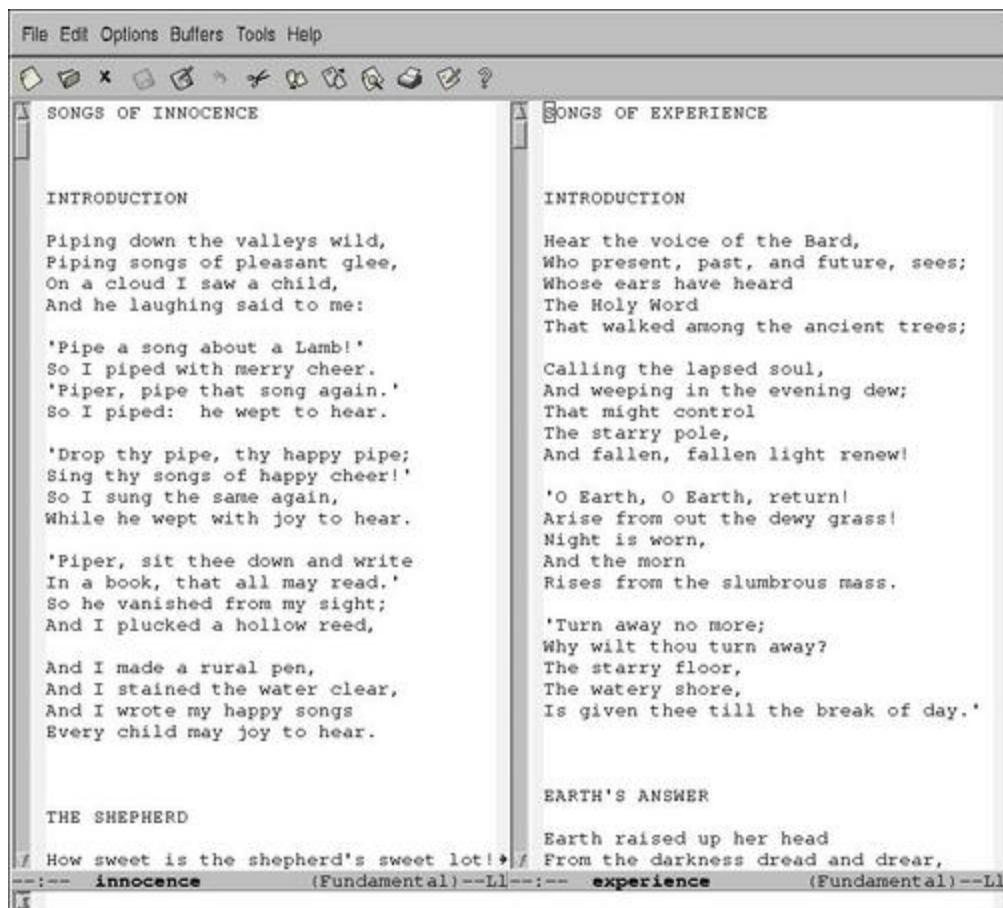 File Edit Options Buffers Tools Help
SONGS OF INNOCENCE
INTRODUCTION
Piping down the valleys wild,
Piping songs of pleasant glee,
On a cloud I saw a child,
And he laughing said to me:
'Pipe a song about a Lamb!'
So I piped with merry cheer.
'Piper, pipe that song again.'
So I piped:  he wept to hear.
'Drop thy pipe, thy happy pipe;
Sing thy songs of happy cheer!'
So I sung the same again,
While he wept with joy to hear.
'Piper, sit thee down and write
In a book, that all may read.'
So he vanished from my sight;
And I plucked a hollow reed,
And I made a rural pen,
And I stained the water clear,
And I wrote my happy songs
Every child may joy to hear.
THE SHEPHERD
How sweet is the shepherd's sweet lot!
--:--  innocence  (Fundamental)--L1
SONGS OF EXPERIENCE
INTRODUCTION
Hear the voice of the Bard,
Who present, past, and future, sees;
Whose ears have heard
The Holy Word
That walked among the ancient trees;
Calling the lapsed soul,
And weeping in the evening dew;
That might control
The starry pole,
And fallen, fallen light renew!
'O Earth, O Earth, return!
Arise from out the dewy grass!
Night is worn,
And the morn
Rises from the slumbrous mass.
'Turn away no more;
Why wilt thou turn away?
The starry floor,
The watery shore,
Is given thee till the break of day.'
EARTH'S ANSWER
Earth raised up her head
From the darkness dread and drear,
--:--  experience  (Fundamental)--L1